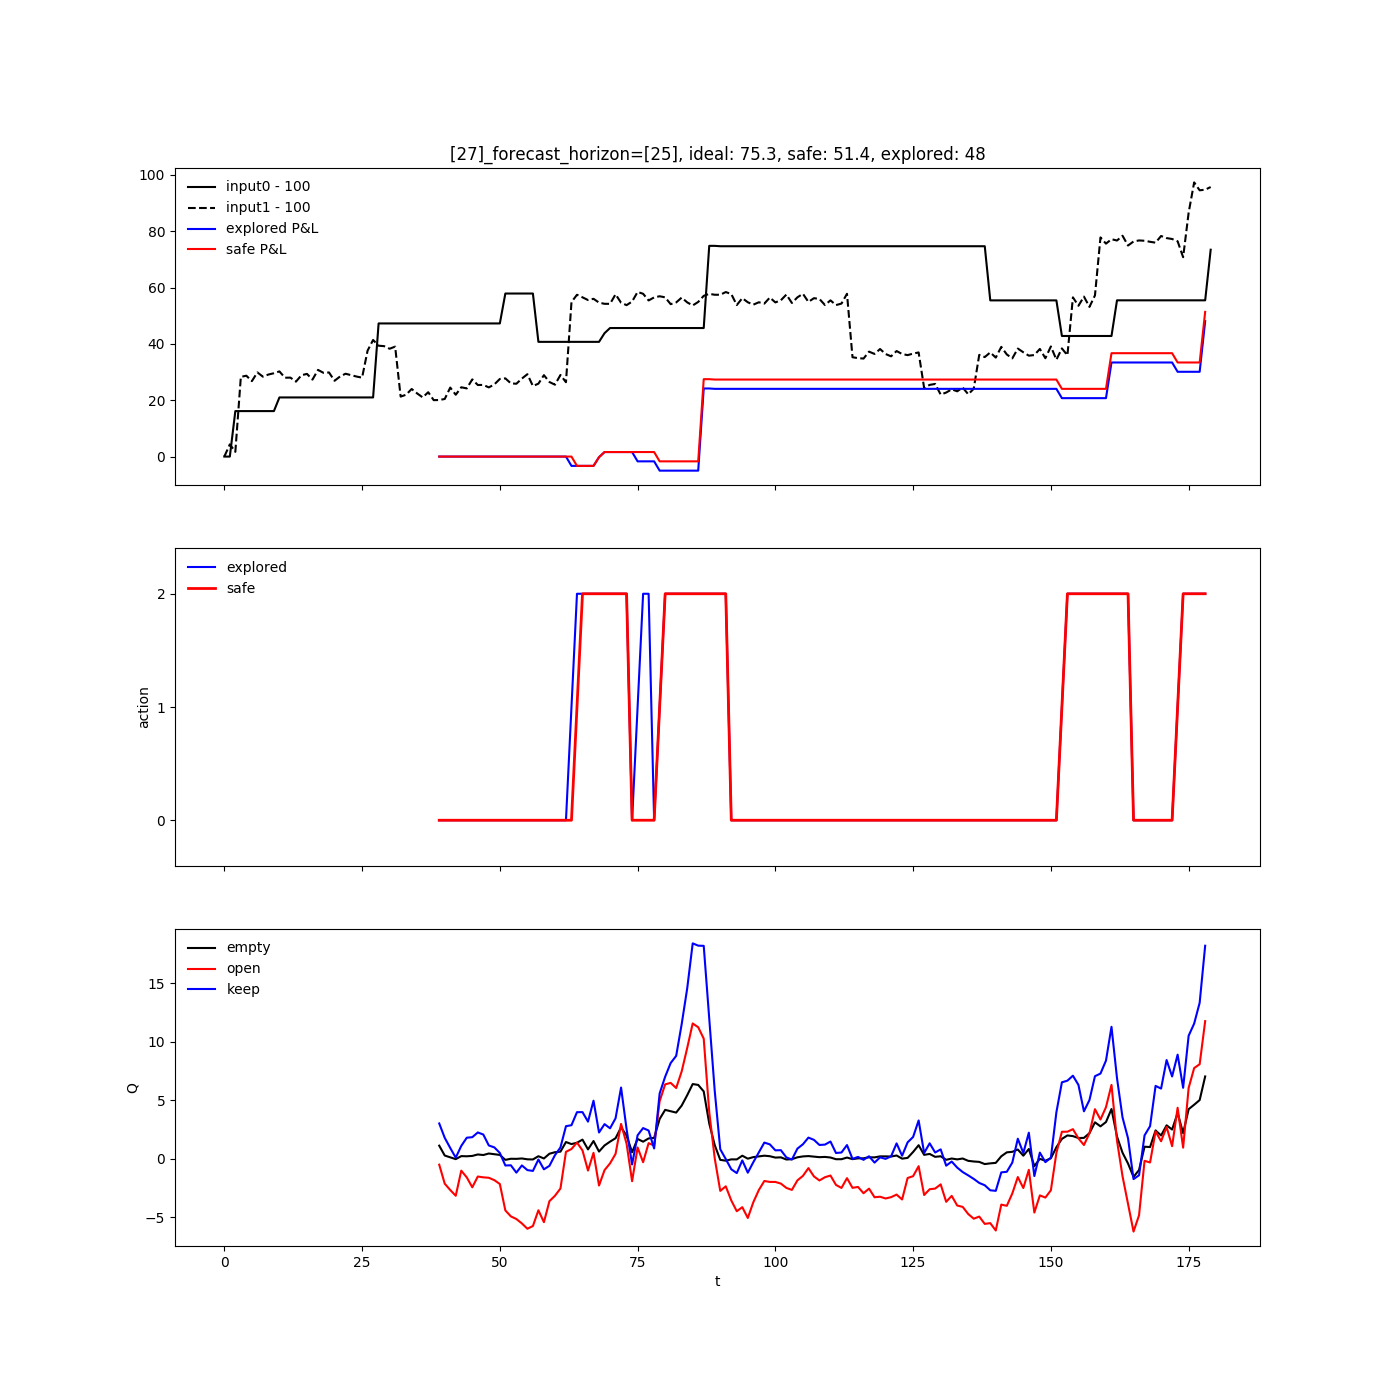 [27]_forecast_horizon=[25], ideal: 75.3, safe: 51.4, explored: 48
100
80
60
40
20
0
input0 - 100
input1 - 100
explored P&L
safe P&L
action
2
1
0
explored
safe
Q
15
10
5
0
−5
empty
open
keep
0 25 50 75 100 125 150 175
t